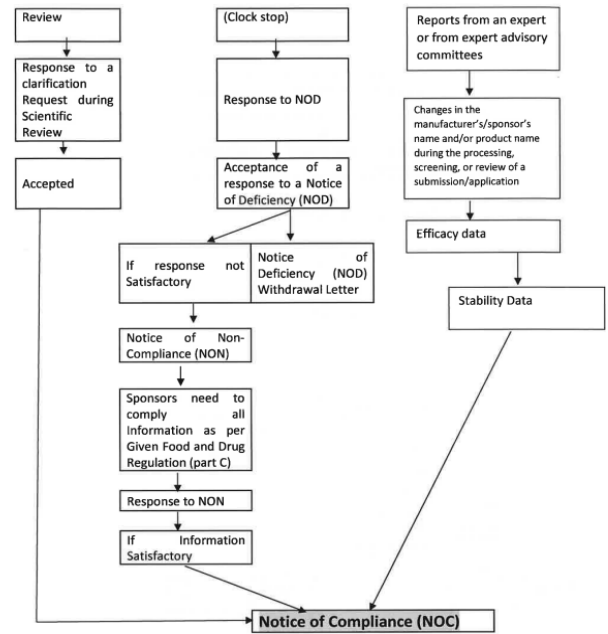 Review
Response to a
clarification
Request during
Scientific
Review
Accepted
(Clock stop)
Response to NOD
Acceptance of a
response to a Notice
of Deficiency (NOD)
If response not
Satisfactory
Notice of
Deficiency (NOD)
Withdrawal Letter
Notice of Non-
Compliance (NON)
Sponsors need to
comply all
Information as per
Given Food and Drug
Regulation (part C)
Response to NON
If Information
Satisfactory
Reports from an expert
or from expert advisory
committees
Changes in the
manufacturer's/sponsor's
name and/or product name
during the processing,
screening, or review of a
submission/application
Efficacy data
Stability Data
Notice of Compliance (NOC)